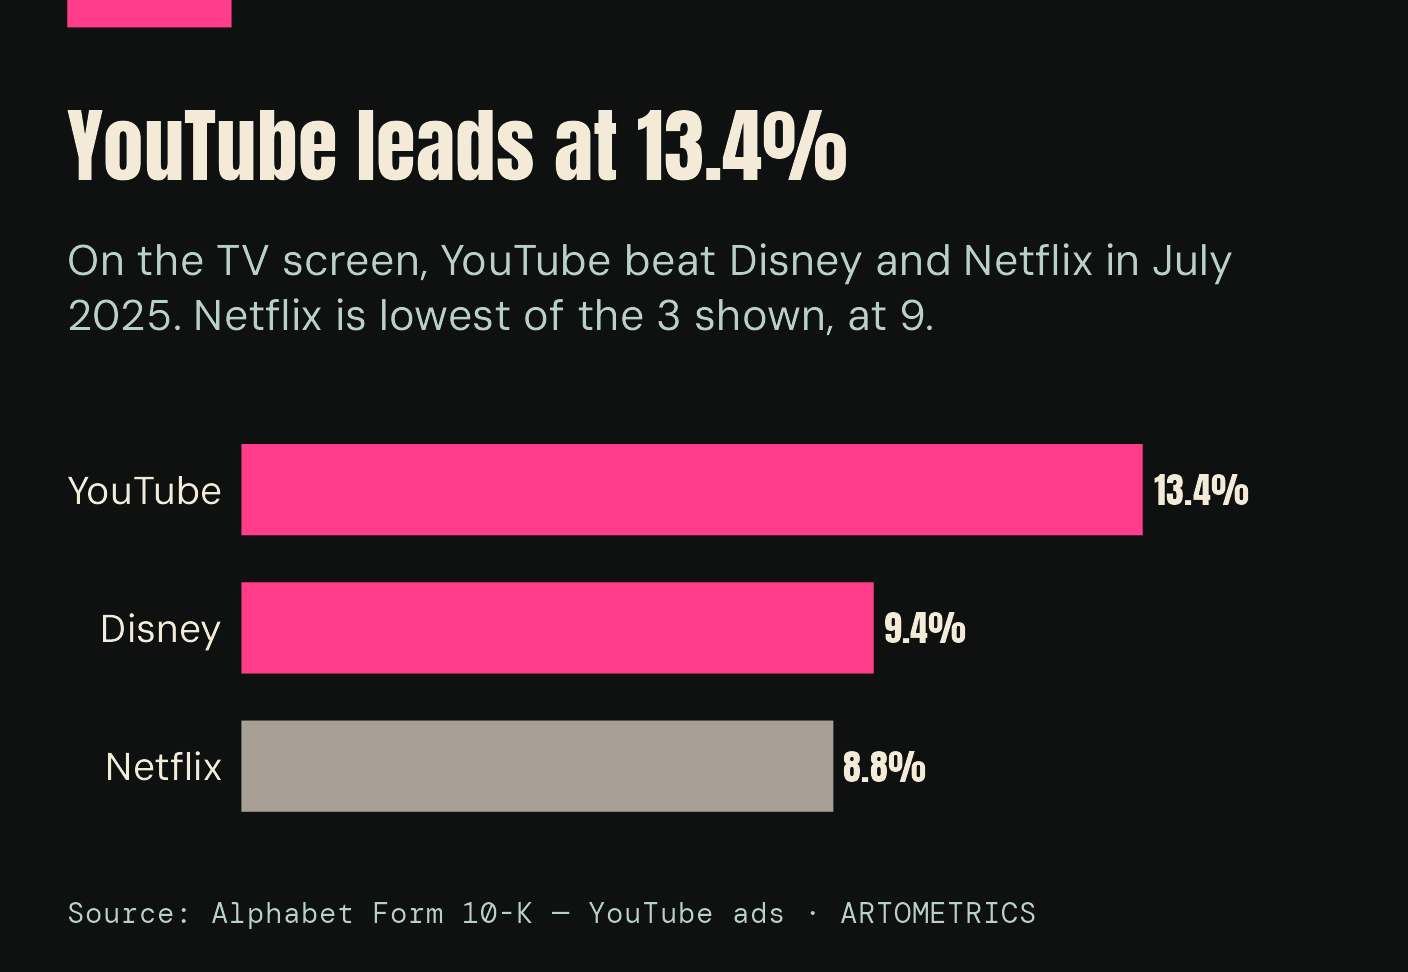 YouTube leads at 13.4%
On the TV screen, YouTube beat Disney and Netflix in July
2025. Netflix is lowest of the 3 shown, at 9.
YouTube 13.4%
Disney 9.4%
Netflix 8.8%
Source: Alphabet Form 10-K — YouTube ads · ARTOMETRICS